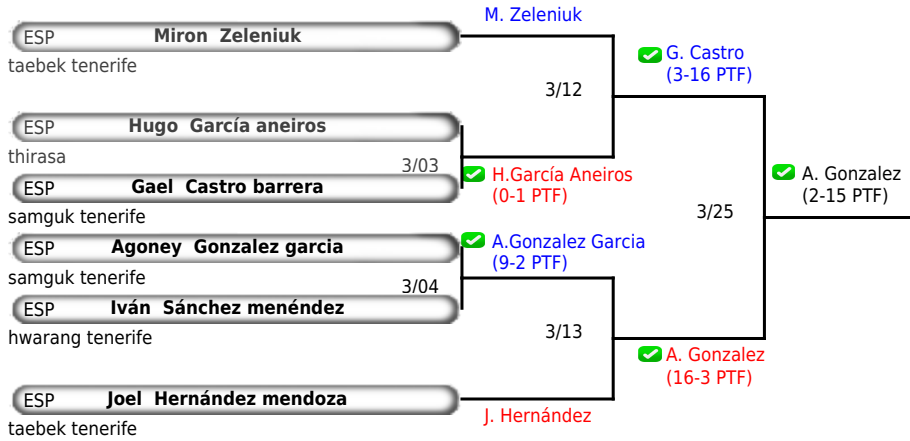 M. Zeleniuk
ESP Miron Zeleniuk
taebek tenerife
G. Castro
(3-16 PTF)
3/12
ESP Hugo García aneiros
thirasa
3/03
H.García Aneiros
(0-1 PTF)
ESP Gael Castro barrera
samguk tenerife
A. Gonzalez
(2-15 PTF)
3/25
ESP Agoney Gonzalez garcia
samguk tenerife
A.Gonzalez Garcia
(9-2 PTF)
3/04
ESP Iván Sánchez menéndez
hwarang tenerife
3/13
A. Gonzalez
(16-3 PTF)
ESP Joel Hernández mendoza
taebek tenerife
J. Hernández